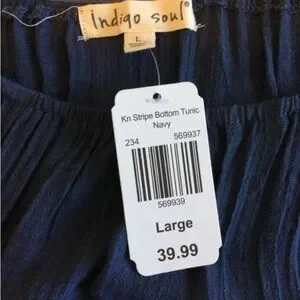 indigo soul
L
Kn Stripe Bottom Tunic
Navy
234 569937
569939
Large
39.99